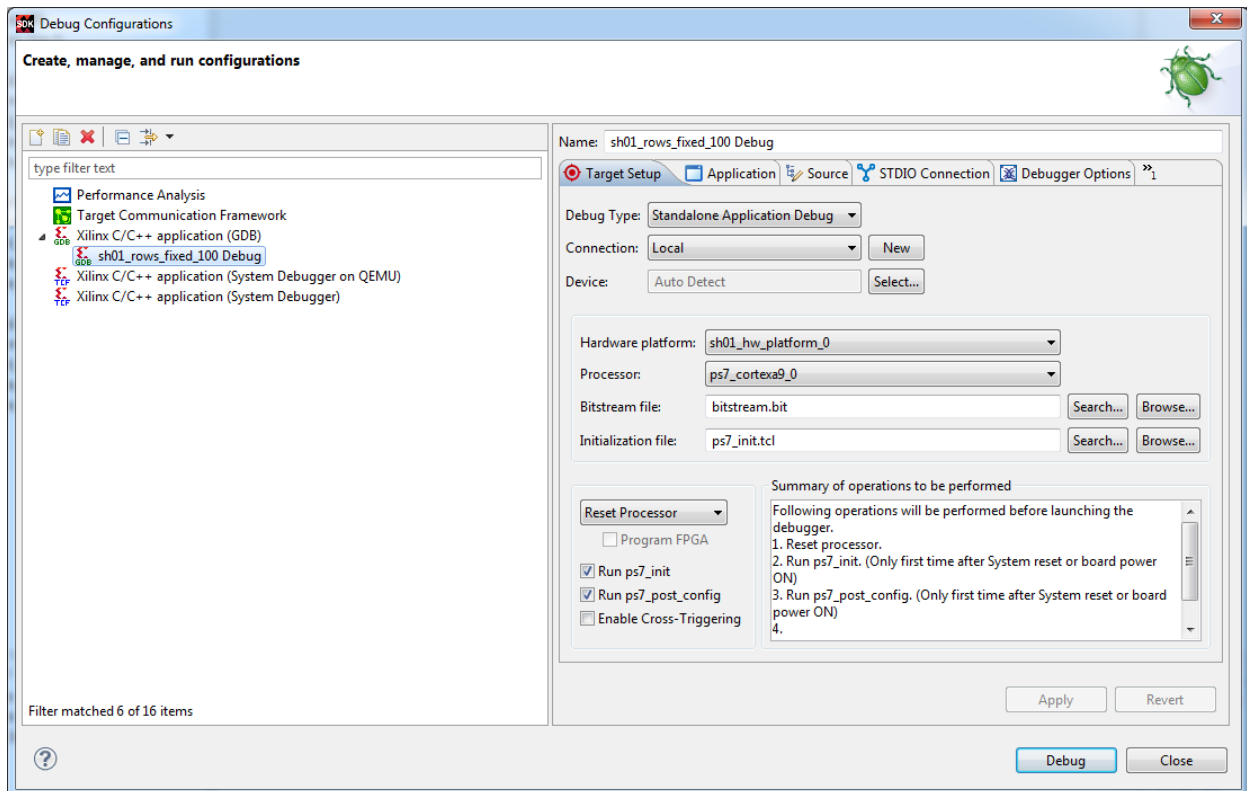 SDK Debug Configurations
Create, manage, and run configurations
type filter text
Performance Analysis
Target Communication Framework
GDB Xilinx C/C++ application (GDB)
GDB sh01_rows_fixed_100 Debug
TCF Xilinx C/C++ application (System Debugger on QEMU)
TCF Xilinx C/C++ application (System Debugger)
Filter matched 6 of 16 items
Name: sh01_rows_fixed_100 Debug
Target Setup Application Source STDIO Connection Debugger Options »1
Debug Type: Standalone Application Debug
Connection: Local New
Device: Auto Detect Select...
Hardware platform: sh01_hw_platform_0
Processor: ps7_cortexa9_0
Bitstream file: bitstream.bit Search... Browse...
Initialization file: ps7_init.tcl Search... Browse...
Reset Processor
Program FPGA
Run ps7_init
Run ps7_post_config
Enable Cross-Triggering
Summary of operations to be performed
Following operations will be performed before launching the
debugger.
1. Reset processor.
2. Run ps7_init. (Only first time after System reset or board power
ON)
3. Run ps7_post_config. (Only first time after System reset or board
power ON)
4.
Apply Revert
? Debug Close